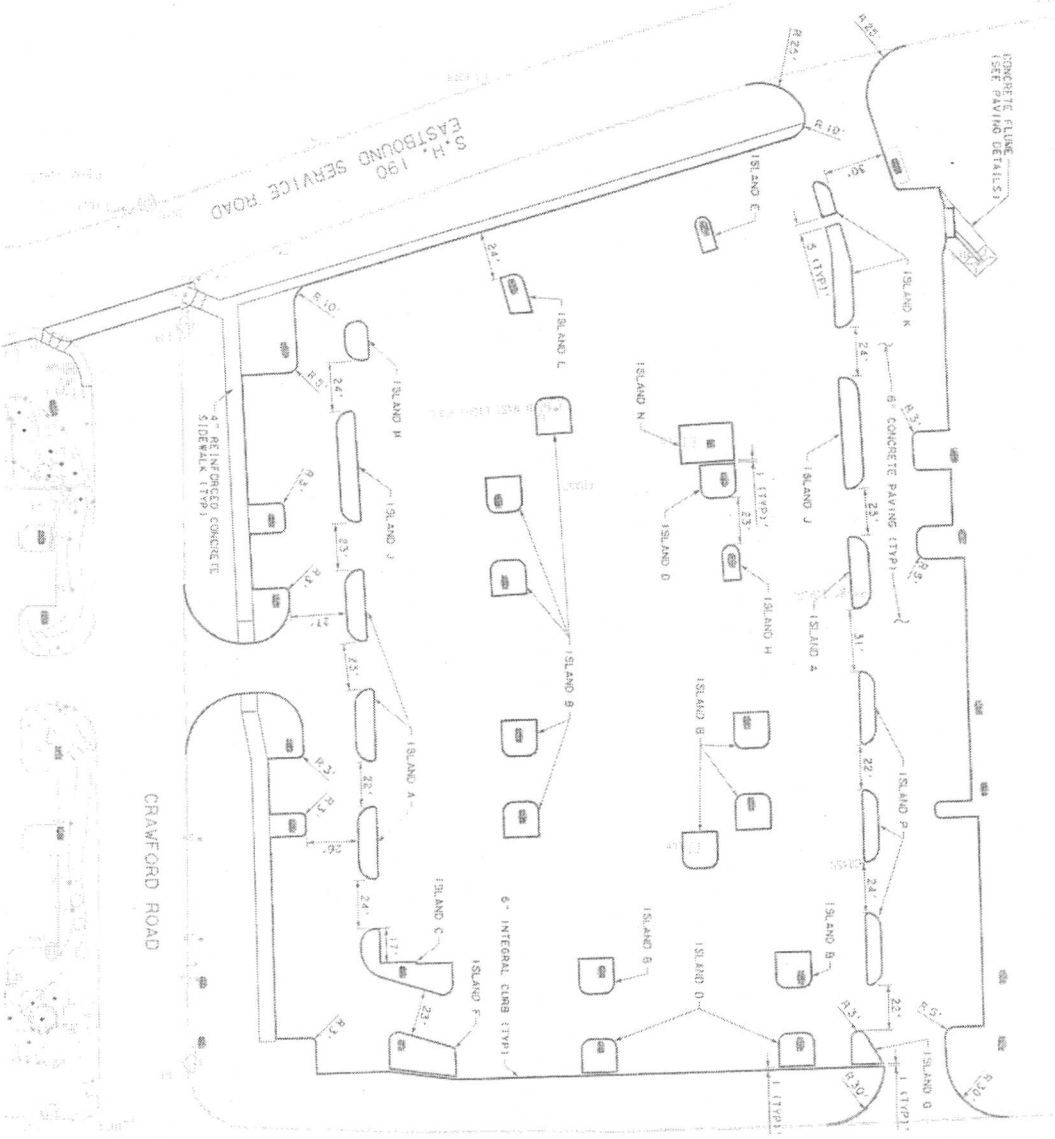 CONCRETE FLUME
(SEE PAVING DETAILS)
R 25'
R 25'
R 10'
30'
S.H. 190
EASTBOUND SERVICE ROAD
ISLAND E
5 (TYP)'
ISLAND K
24'
24'
ISLAND L
R 10'
R 5'
24'
ISLAND M
ISLAND N
6" CONCRETE PAVING (TYP)
R 3'
4" REINFORCED CONCRETE
SIDEWALK (TYP)
R 3'
ISLAND J
23'
1 (TYP)'
23'
ISLAND D
ISLAND J
23'
R 3'
ISLAND H
ISLAND A
31'
ISLAND B
23'
ISLAND B
ISLAND P
22'
R 3'
R 3'
22'
ISLAND A
26'
24'
ISLAND C
17'
6" INTEGRAL CURB (TYP)
ISLAND B
ISLAND D
ISLAND B
24'
22'
ISLAND F
23'
R 3'
R 3'
ISLAND G
R 30'
R 30'
1 (TYP)'
1 (TYP)'
CRAWFORD ROAD